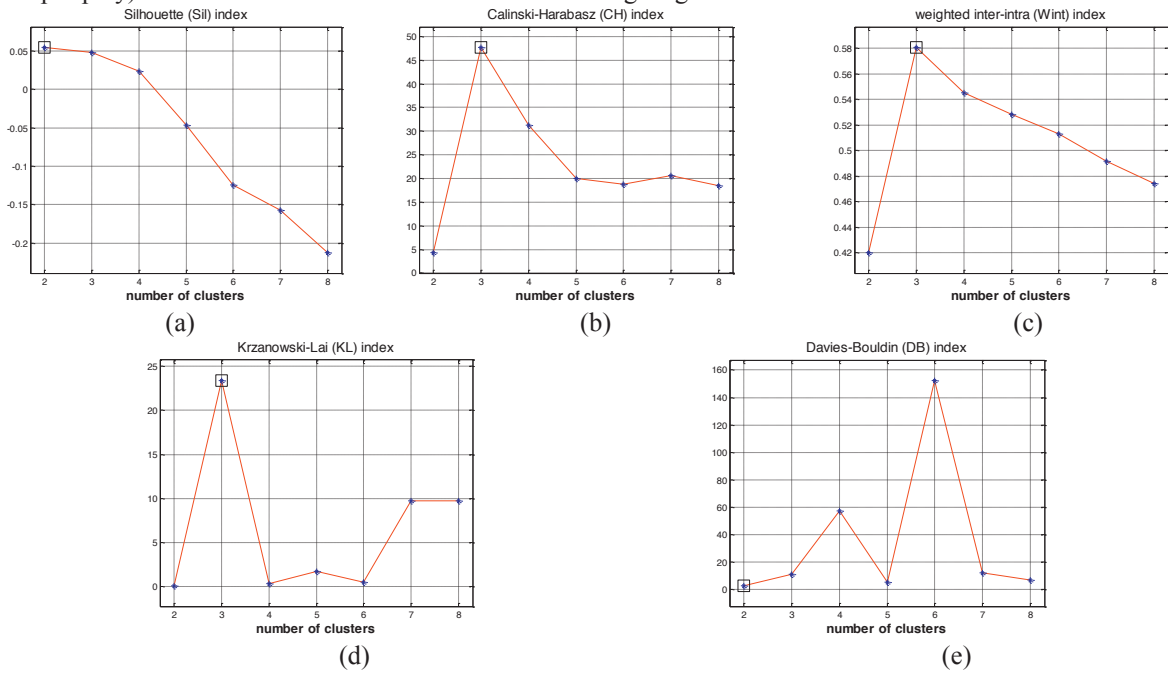 Silhouette (Sil) index
0.05
0
-0.05
-0.1
-0.15
-0.2
2 3 4 5 6 7 8
number of clusters
(a)
Calinski-Harabasz (CH) index
50
45
40
35
30
25
20
15
10
5
0
2 3 4 5 6 7 8
number of clusters
(b)
weighted inter-intra (Wint) index
0.58
0.56
0.54
0.52
0.5
0.48
0.46
0.44
0.42
2 3 4 5 6 7 8
number of clusters
(c)
Krzanowski-Lai (KL) index
25
20
15
10
5
0
2 3 4 5 6 7 8
number of clusters
(d)
Davies-Bouldin (DB) index
160
140
120
100
80
60
40
20
0
2 3 4 5 6 7 8
number of clusters
(e)